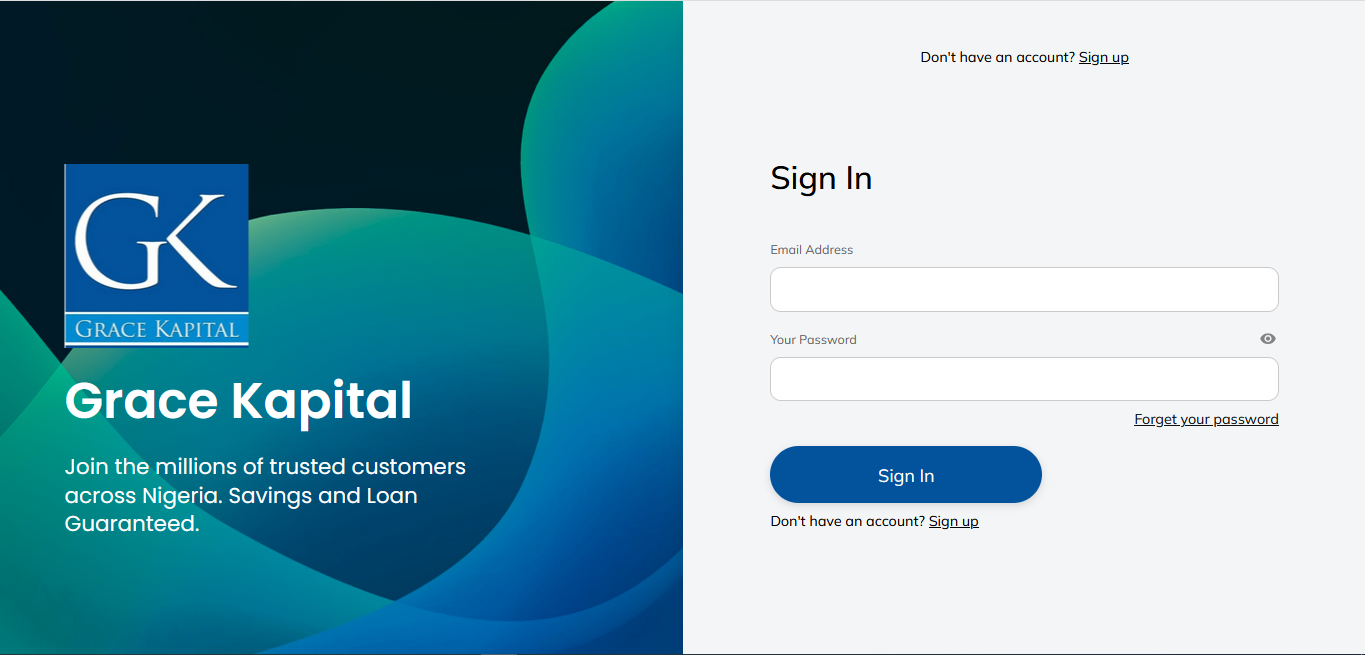 GK
GRACE KAPITAL
Grace Kapital
Join the millions of trusted customers
across Nigeria. Savings and Loan
Guaranteed.
Don't have an account? Sign up
Sign In
Email Address
Your Password
Forget your password
Sign In
Don't have an account? Sign up